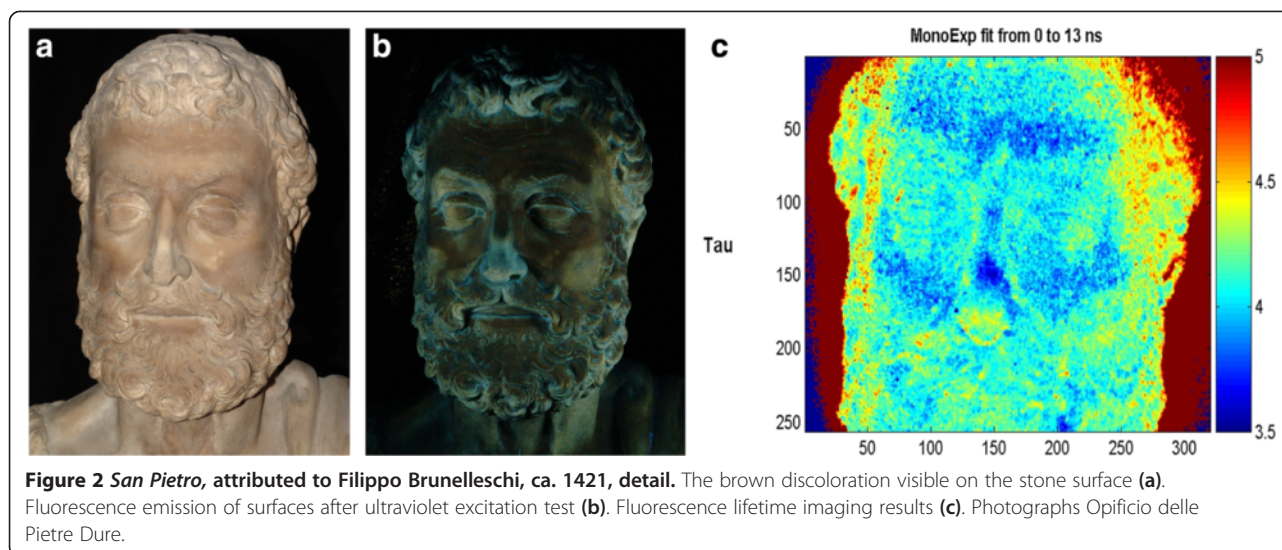 a
b
c
MonoExp fit from 0 to 13 ns
Tau
50
100
150
200
250
50
100
150
200
250
300
5
4.5
4
3.5
Figure 2 San Pietro, attributed to Filippo Brunelleschi, ca. 1421, detail. The brown discoloration visible on the stone surface (a).
Fluorescence emission of surfaces after ultraviolet excitation test (b). Fluorescence lifetime imaging results (c). Photographs Opificio delle
Pietre Dure.